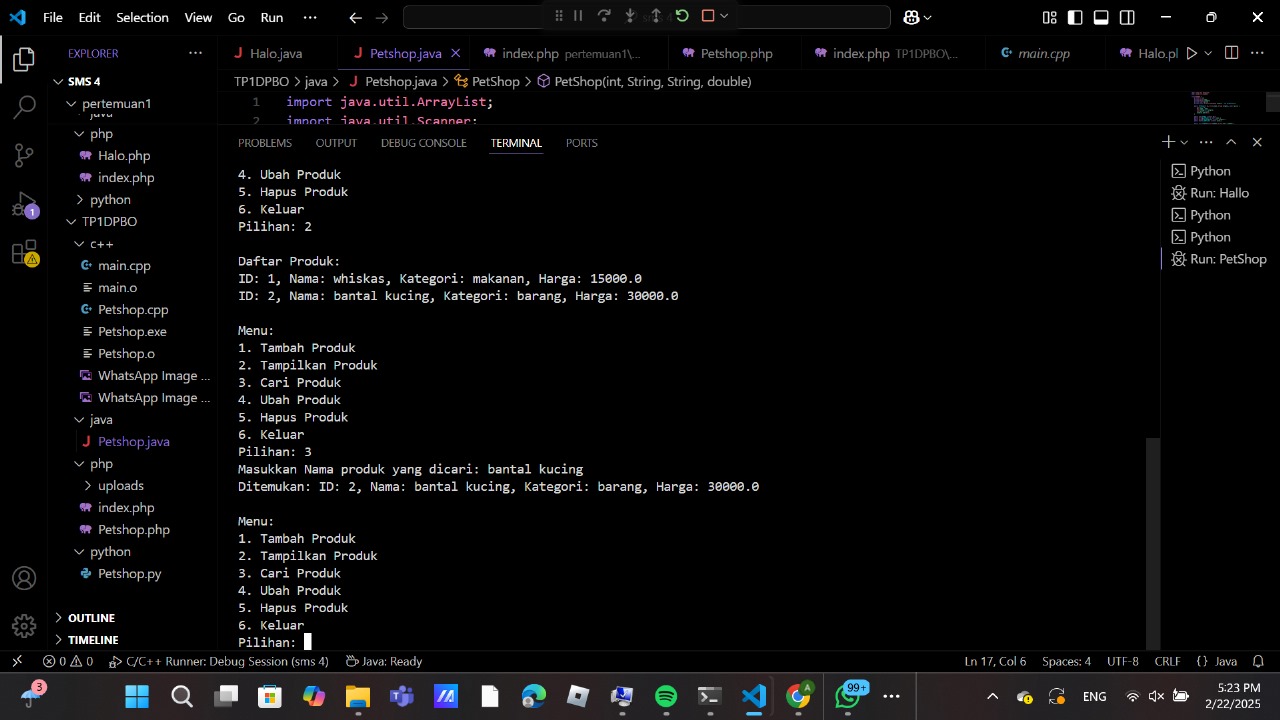 File Edit Selection View Go Run ···
EXPLORER ···
SMS 4
pertemuan1
java
php
Halo.php
index.php
python
TP1DPBO
c++
main.cpp
main.o
Petshop.cpp
Petshop.exe
Petshop.o
WhatsApp Image ...
WhatsApp Image ...
java
Petshop.java
php
uploads
index.php
Petshop.php
python
Petshop.py
OUTLINE
TIMELINE
Halo.java Petshop.java index.php pertemuan1\... Petshop.php index.php TP1DPBO\... main.cpp Halo.pl
TP1DPBO > java > Petshop.java > PetShop > PetShop(int, String, String, double)
1 import java.util.ArrayList;
2 import java.util.Scanner;
PROBLEMS OUTPUT DEBUG CONSOLE TERMINAL PORTS
4. Ubah Produk
5. Hapus Produk
6. Keluar
Pilihan: 2
Daftar Produk:
ID: 1, Nama: whiskas, Kategori: makanan, Harga: 15000.0
ID: 2, Nama: bantal kucing, Kategori: barang, Harga: 30000.0
Menu:
1. Tambah Produk
2. Tampilkan Produk
3. Cari Produk
4. Ubah Produk
5. Hapus Produk
6. Keluar
Pilihan: 3
Masukkan Nama produk yang dicari: bantal kucing
Ditemukan: ID: 2, Nama: bantal kucing, Kategori: barang, Harga: 30000.0
Menu:
1. Tambah Produk
2. Tampilkan Produk
3. Cari Produk
4. Ubah Produk
5. Hapus Produk
6. Keluar
Pilihan:
Python
Run: Hallo
Python
Python
Run: PetShop
1
0 0 C/C++ Runner: Debug Session (sms 4) Java: Ready Ln 17, Col 6 Spaces: 4 UTF-8 CRLF {} Java
3 99+ A ENG 5:23 PM
2/22/2025